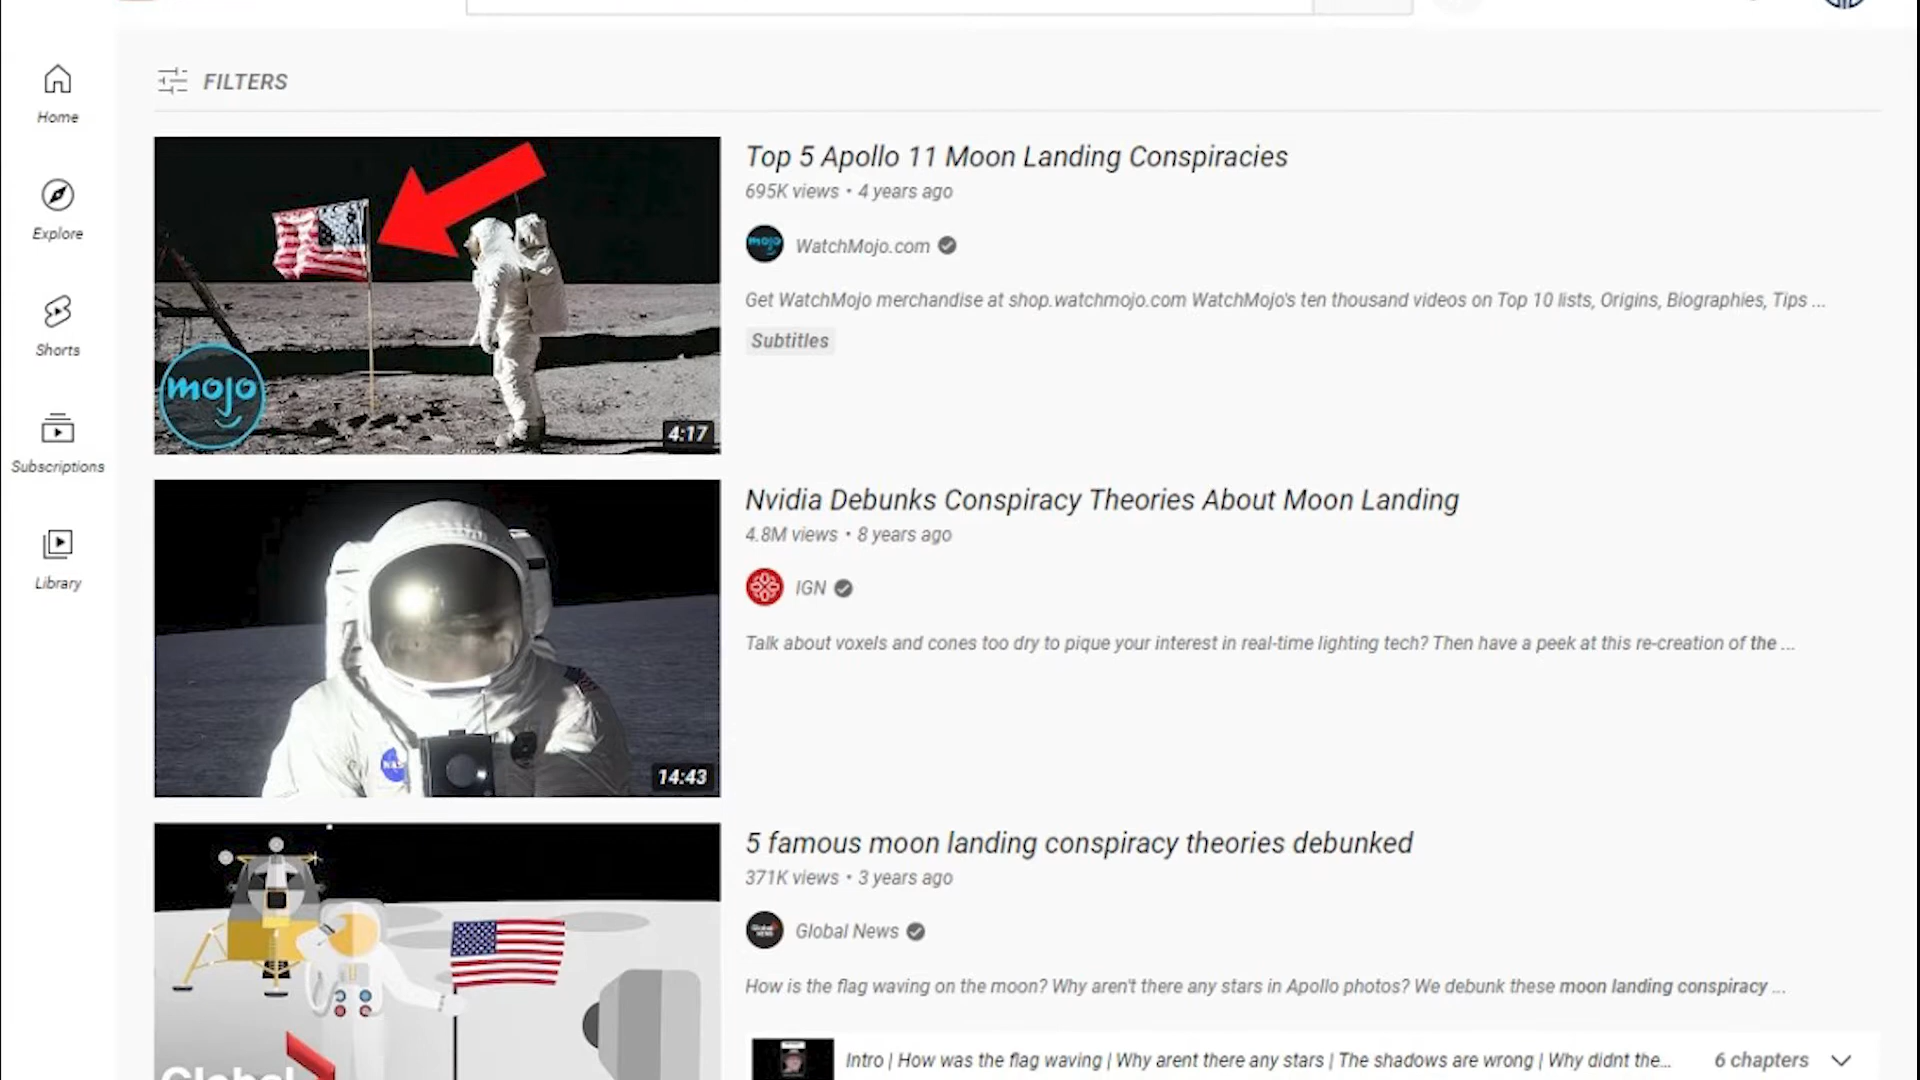 FILTERS
Home
Explore
Shorts
Subscriptions
Library
mojo
4:17
Top 5 Apollo 11 Moon Landing Conspiracies
695K views • 4 years ago
mojo
WatchMojo.com
Get WatchMojo merchandise at shop.watchmojo.com WatchMojo's ten thousand videos on Top 10 lists, Origins, Biographies, Tips ...
Subtitles
14:43
Nvidia Debunks Conspiracy Theories About Moon Landing
4.8M views • 8 years ago
IGN
Talk about voxels and cones too dry to pique your interest in real-time lighting tech? Then have a peek at this re-creation of the ...
Global
5 famous moon landing conspiracy theories debunked
371K views • 3 years ago
Global News
How is the flag waving on the moon? Why aren't there any stars in Apollo photos? We debunk these moon landing conspiracy ...
Intro | How was the flag waving | Why arent there any stars | The shadows are wrong | Why didnt the...
6 chapters